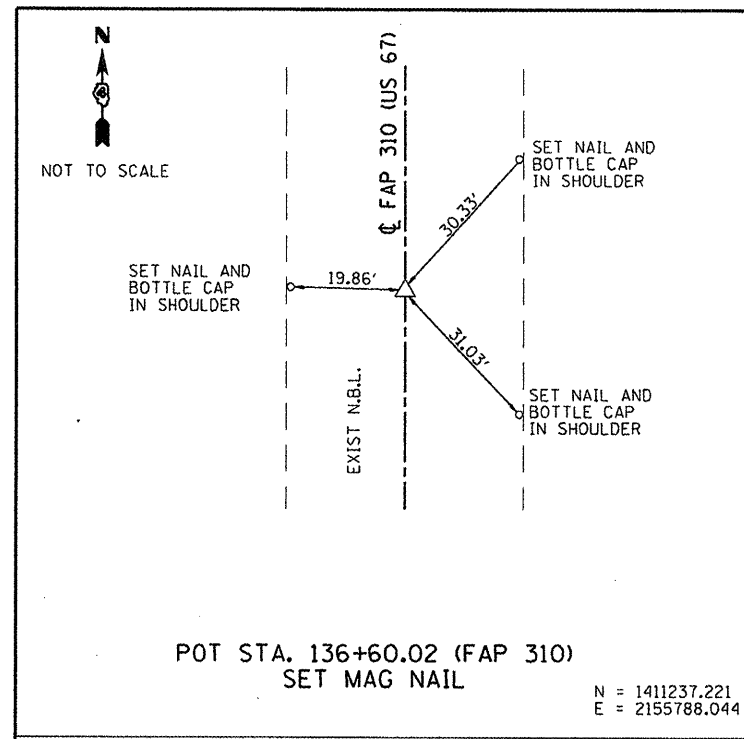 N
NOT TO SCALE
℄ FAP 310 (US 67)
SET NAIL AND
BOTTLE CAP
IN SHOULDER
30.33'
SET NAIL AND
BOTTLE CAP
IN SHOULDER
19.86'
31.03'
EXIST N.B.L.
SET NAIL AND
BOTTLE CAP
IN SHOULDER
POT STA. 136+60.02 (FAP 310)
SET MAG NAIL
N = 1411237.221
E = 2155788.044